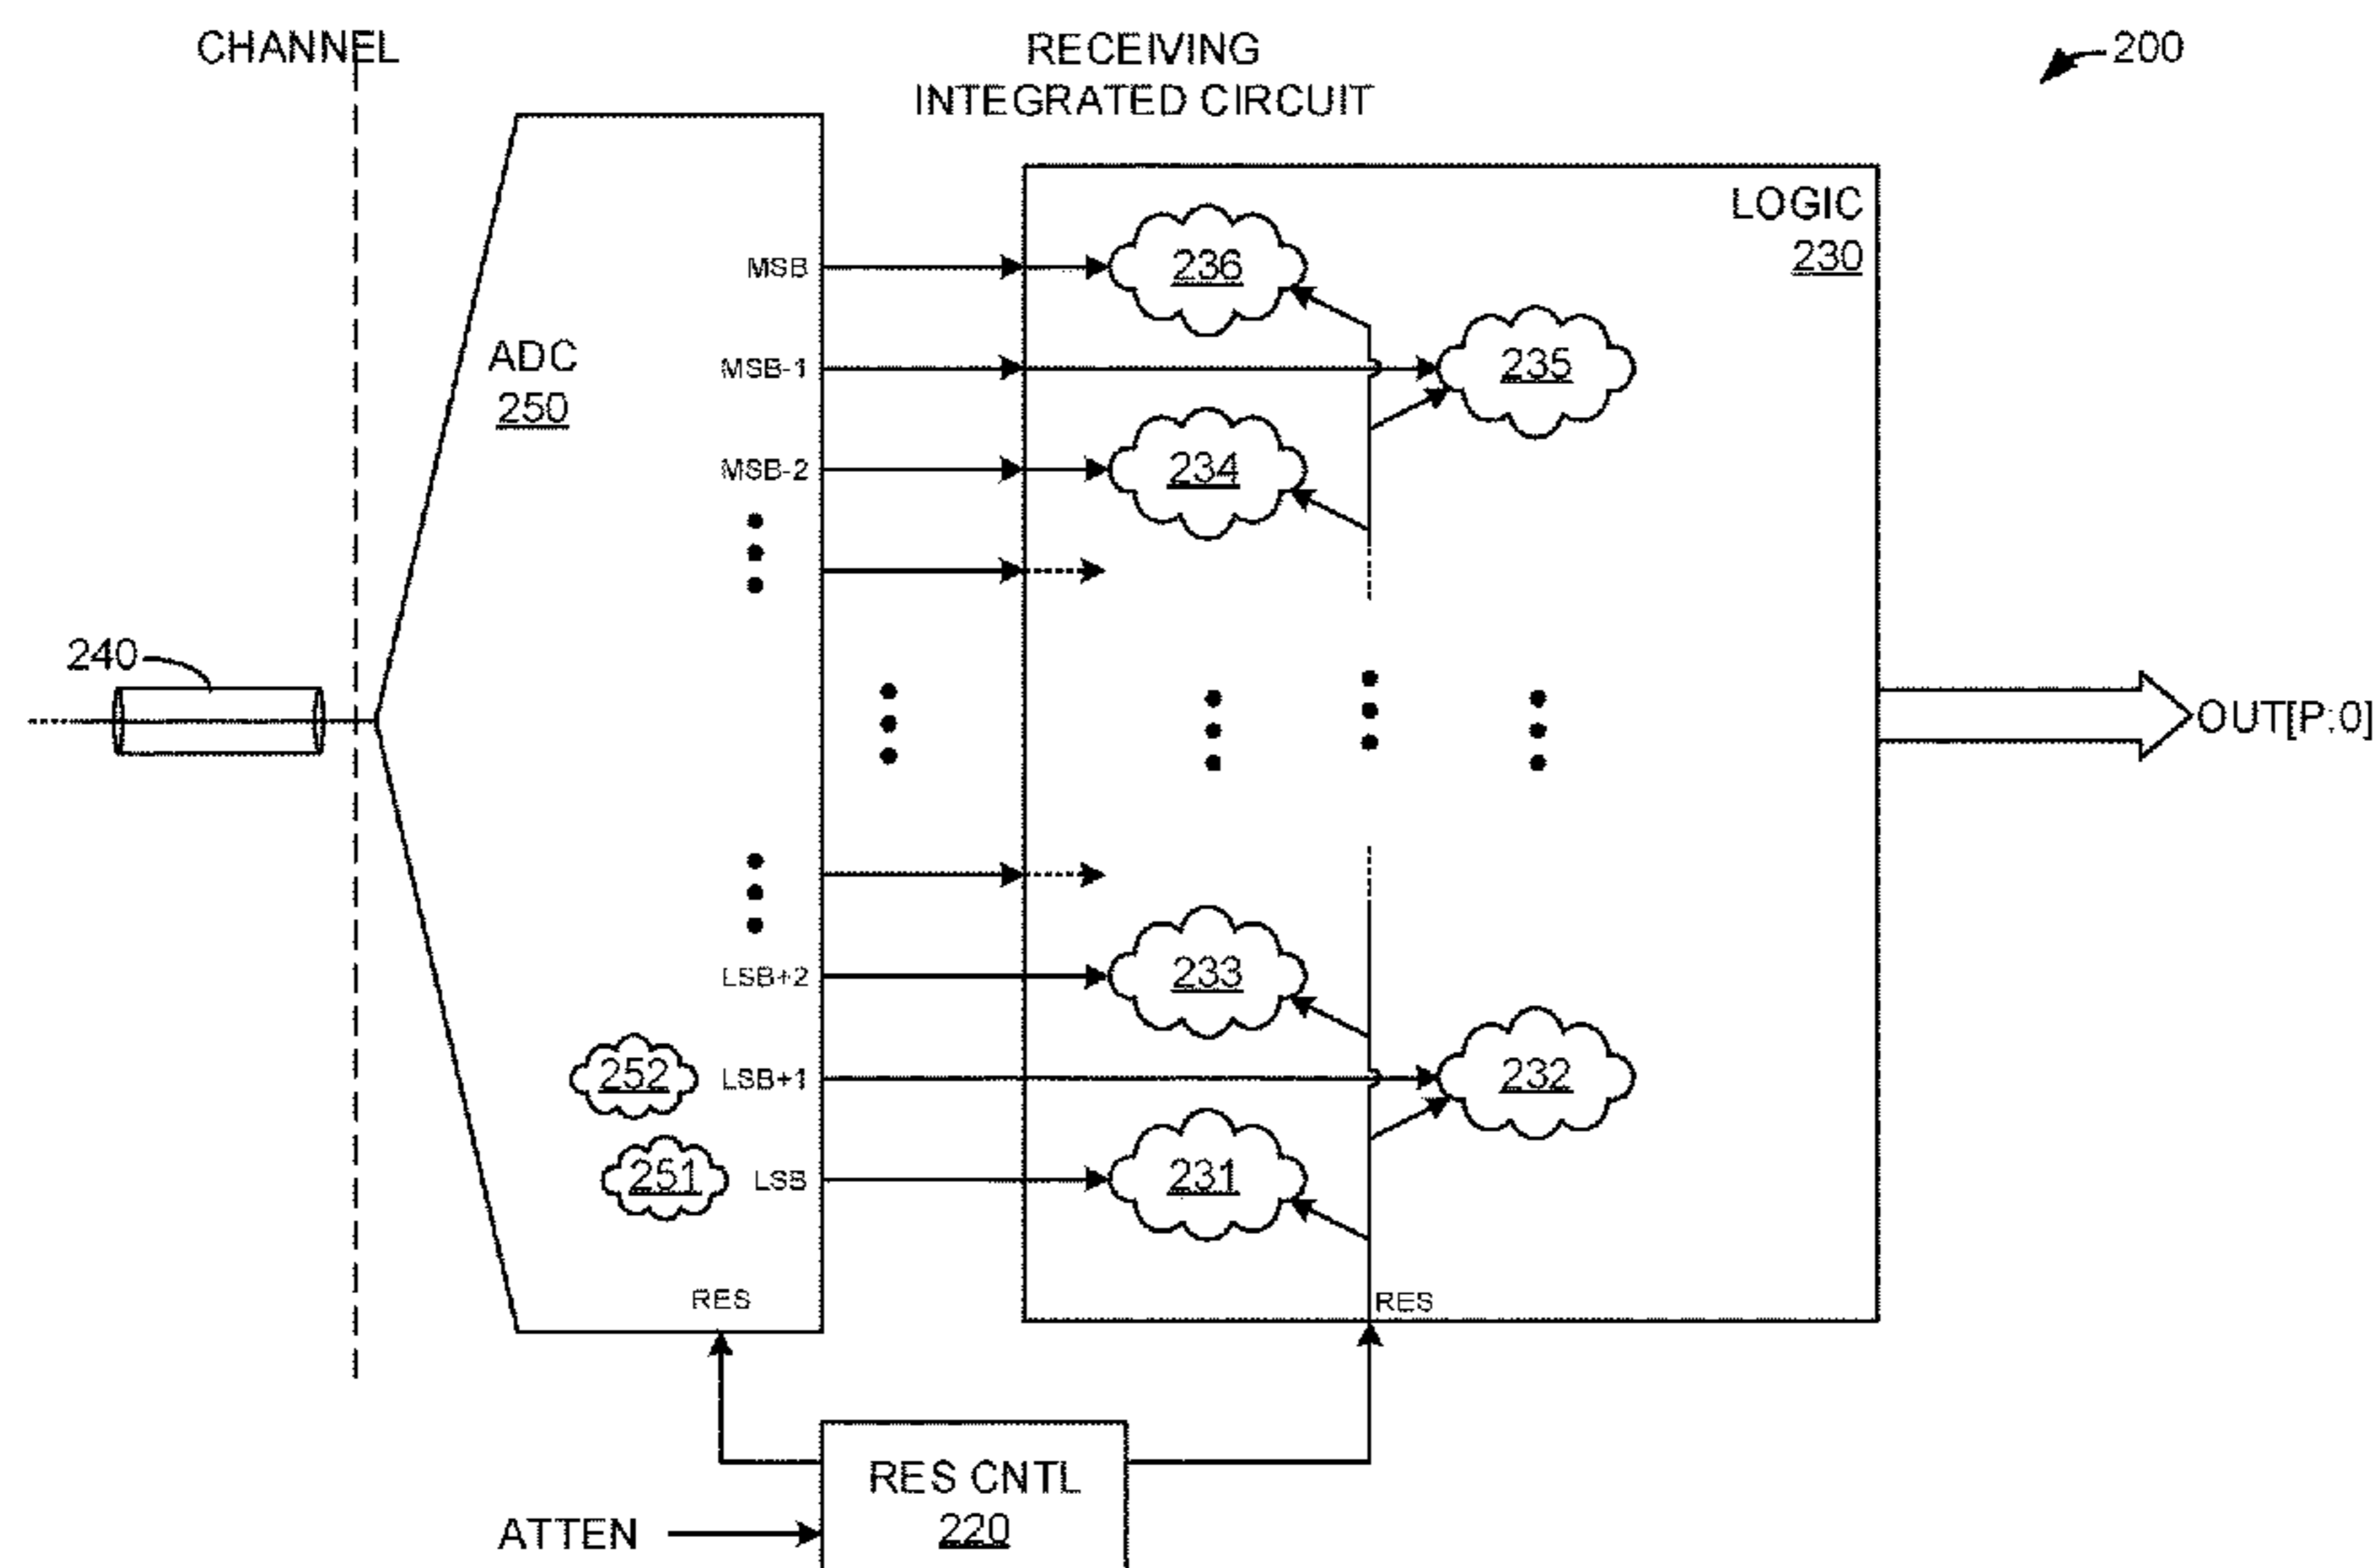 CHANNEL
RECEIVING
INTEGRATED CIRCUIT
200
LOGIC
230
MSB
236
ADC
250
MSB-1
235
MSB-2
234
240
OUT[P:0]
LSB+2
233
252
LSB+1
232
251
LSB
231
RES
RES
RES CNTL
220
ATTEN